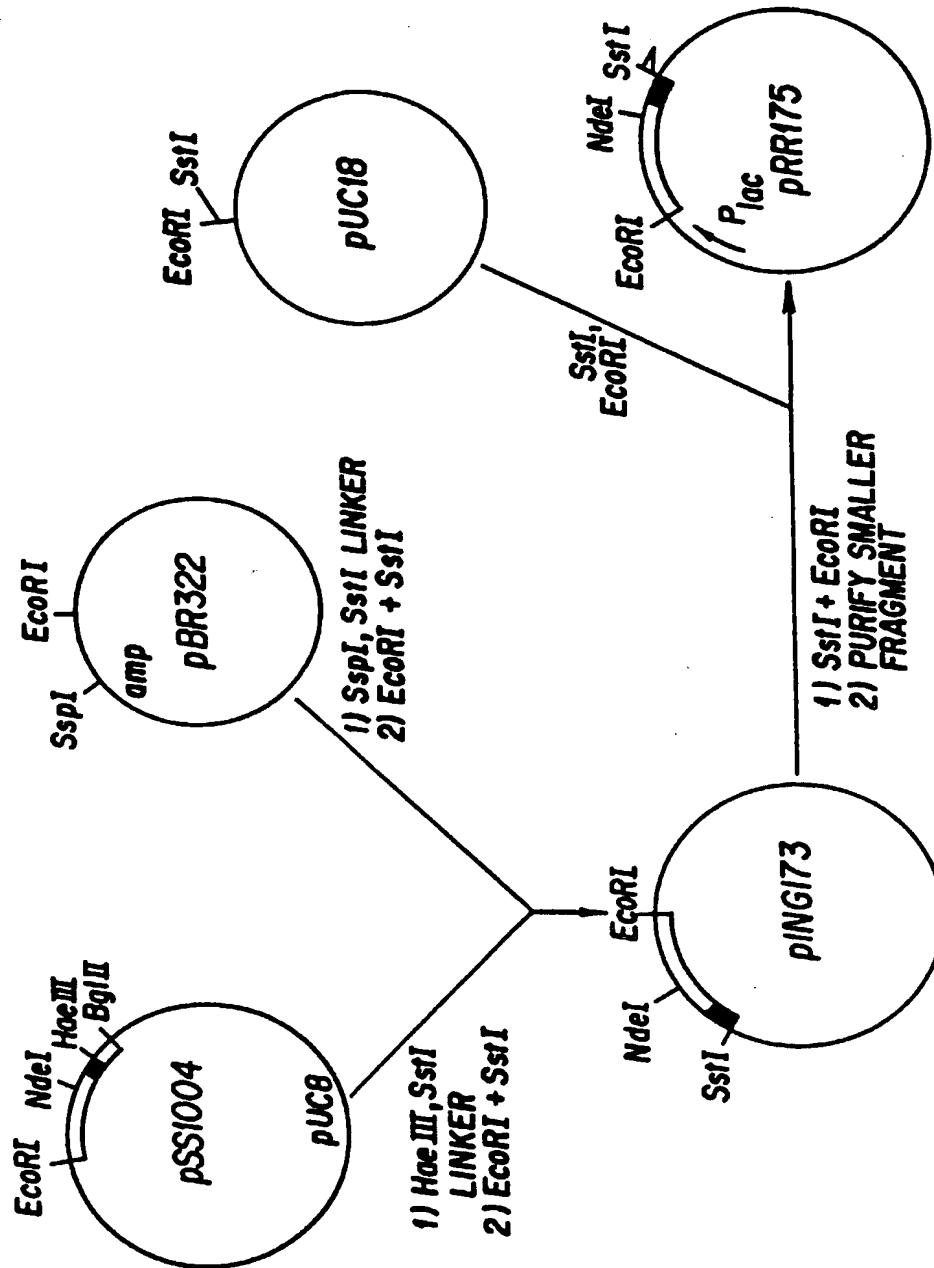 EcoRI
NdeI
HaeIII
BglII
pSS1004
pUC8
1) HaeIII, SstI
LINKER
2) EcoRI + SstI
SspI
EcoRI
amp
pBR322
1) SspI, SstI LINKER
2) EcoRI + SstI
EcoRI
NdeI
SstI
pING173
EcoRI
SstI
pUC18
SstI,
EcoRI
1) SstI + EcoRI
2) PURIFY SMALLER
FRAGMENT
EcoRI
NdeI
SstI
Plac
pRR175